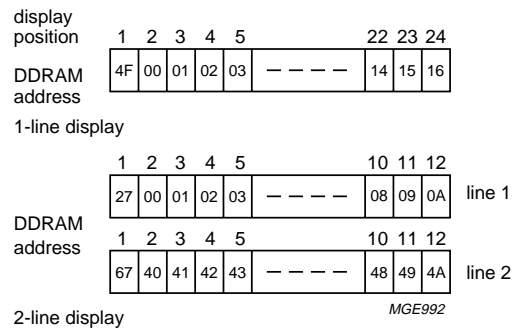 display
position 1 2 3 4 5 22 23 24
DDRAM
address 4F 00 01 02 03 14 15 16
1-line display
1 2 3 4 5 10 11 12
27 00 01 02 03 08 09 0A line 1
DDRAM
address
1 2 3 4 5 10 11 12
67 40 41 42 43 48 49 4A line 2
MGE992
2-line display